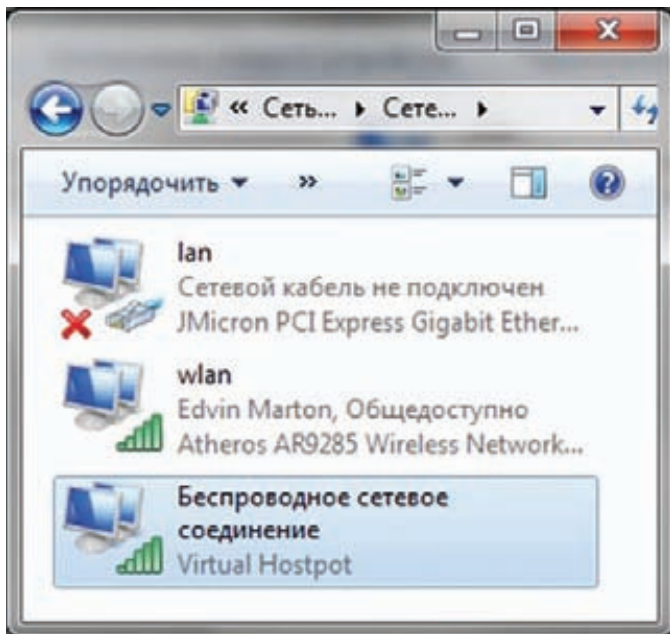 « Сеть... ▸ Сете... ▸
Упорядочить »
lan
Сетевой кабель не подключен
JMicron PCI Express Gigabit Ether...
wlan
Edvin Marton, Общедоступно
Atheros AR9285 Wireless Network...
Беспроводное сетевое
соединение
Virtual Hostpot